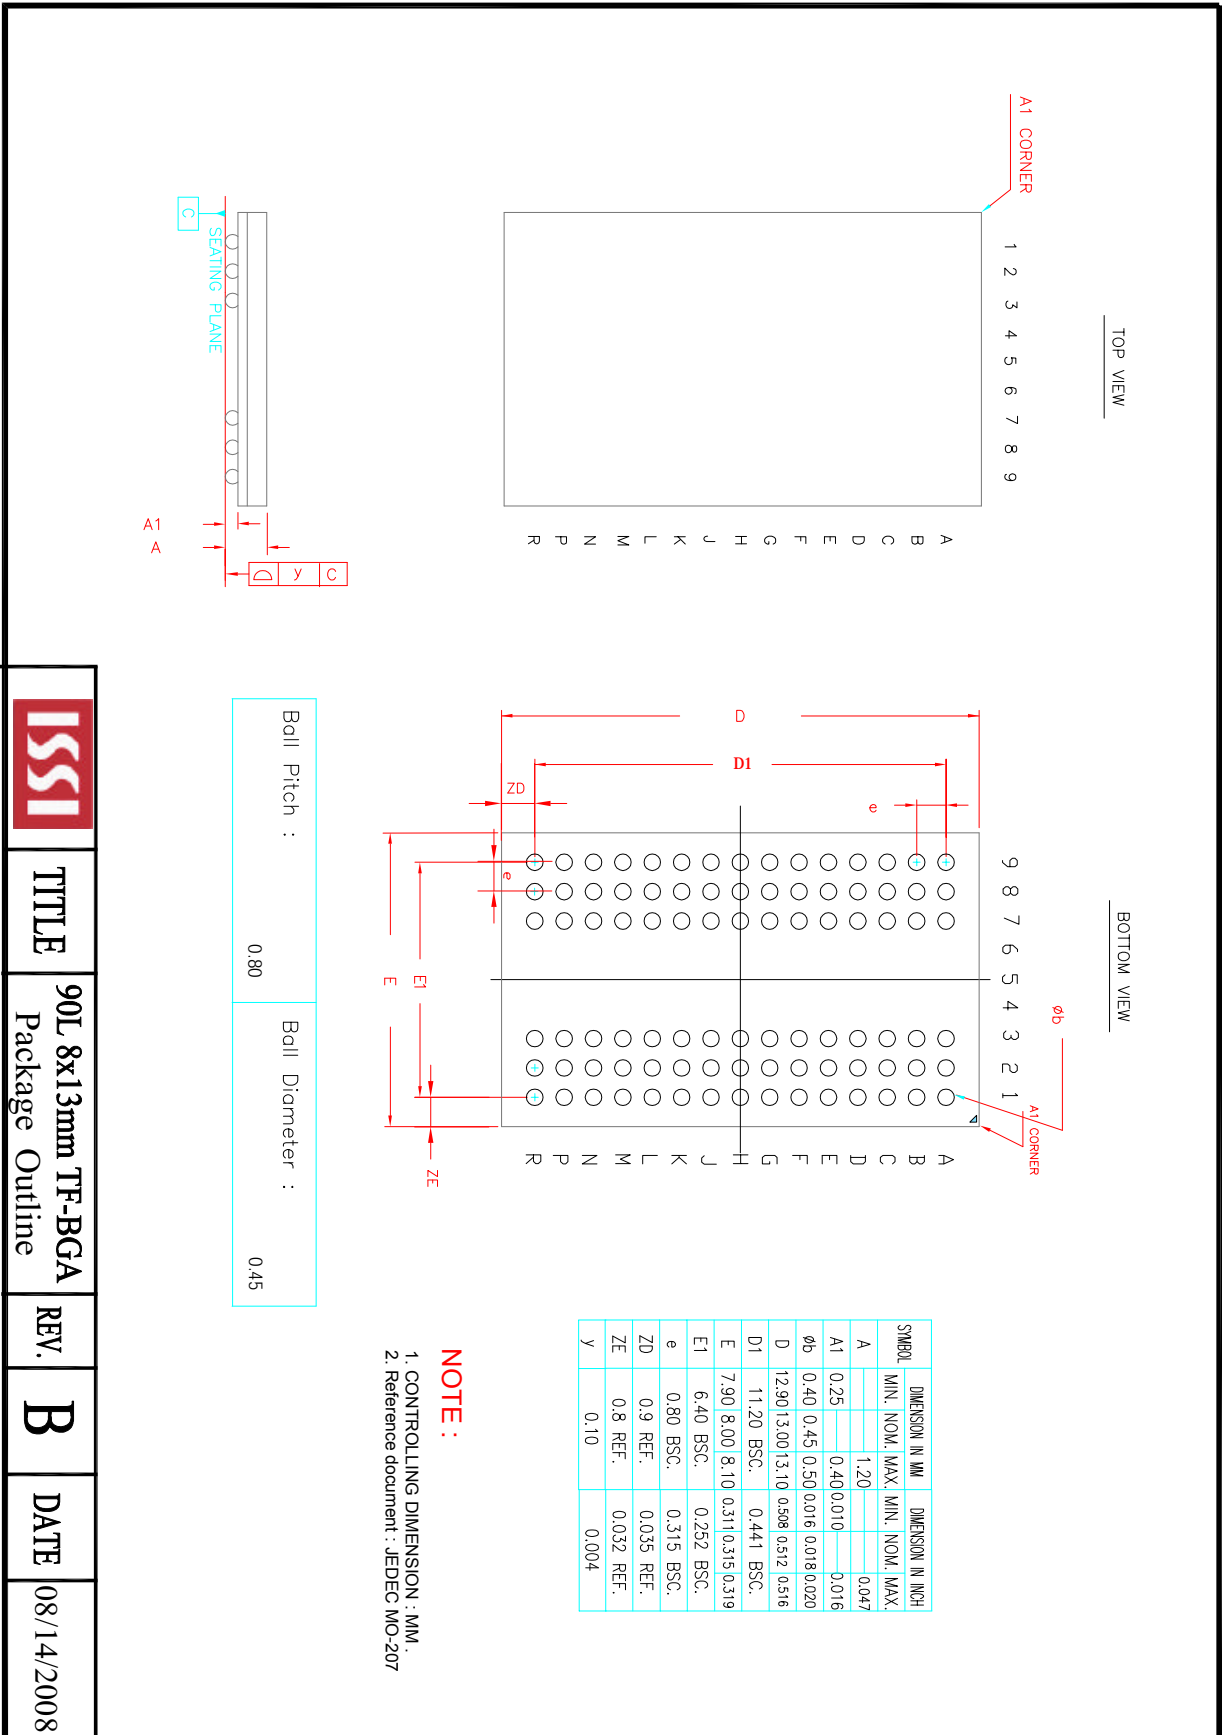 TOP VIEW
A1 CORNER
1 2 3 4 5 6 7 8 9
A
B
C
D
E
F
G
H
J
K
L
M
N
P
R
SEATING PLANE
C
A1
A
y C
BOTTOM VIEW
Øb
A1 CORNER
9 8 7 6 5 4 3 2 1
A
B
C
D
E
F
G
H
J
K
L
M
N
P
R
D
D1
e
ZD
e
E1
E
ZE
SYMBOL DIMENSION IN MM DIMENSION IN INCH
MIN. NOM. MAX. MIN. NOM. MAX.
A 1.20 0.047
A1 0.25 0.40 0.010 0.016
Øb 0.40 0.45 0.50 0.016 0.018 0.020
D 12.90 13.00 13.10 0.508 0.512 0.516
D1 11.20 BSC. 0.441 BSC.
E 7.90 8.00 8.10 0.311 0.315 0.319
E1 6.40 BSC. 0.252 BSC.
e 0.80 BSC. 0.315 BSC.
ZD 0.9 REF. 0.035 REF.
ZE 0.8 REF. 0.032 REF.
y 0.10 0.004
NOTE :
1. CONTROLLING DIMENSION : MM .
2. Reference document : JEDEC MO-207
Ball Pitch :
0.80
Ball Diameter :
0.45
ISSI
TITLE
90L 8x13mm TF-BGA
Package Outline
REV.
B
DATE
08/14/2008